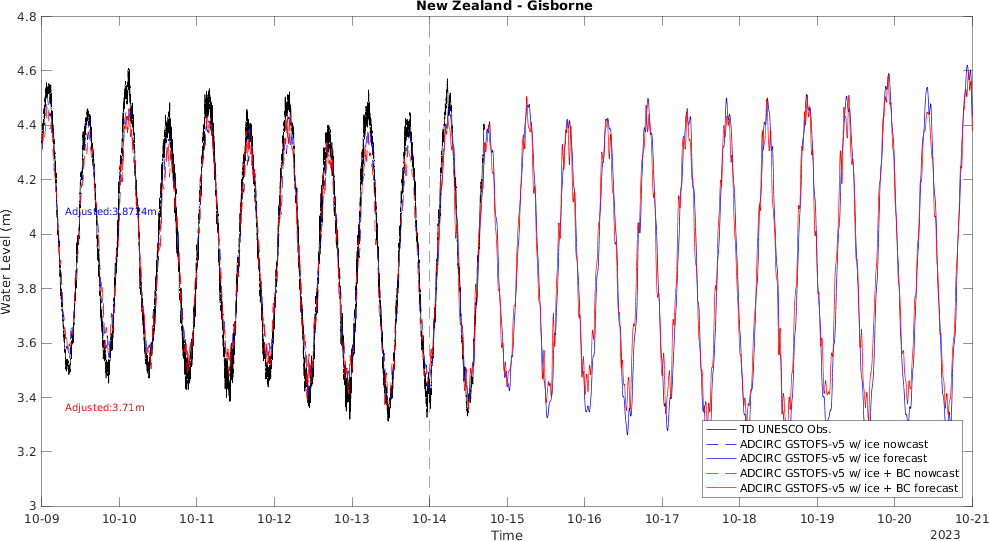 New Zealand - Gisborne
4.8
4.6
4.4
4.2
4
3.8
3.6
3.4
3.2
3
Water Level (m)
Adjusted:3.8724m
Adjusted:3.71m
TD UNESCO Obs.
ADCIRC GSTOFS-v5 w/ ice nowcast
ADCIRC GSTOFS-v5 w/ ice forecast
ADCIRC GSTOFS-v5 w/ ice + BC nowcast
ADCIRC GSTOFS-v5 w/ ice + BC forecast
10-09 10-10 10-11 10-12 10-13 10-14 10-15 10-16 10-17 10-18 10-19 10-20 10-21
Time
2023